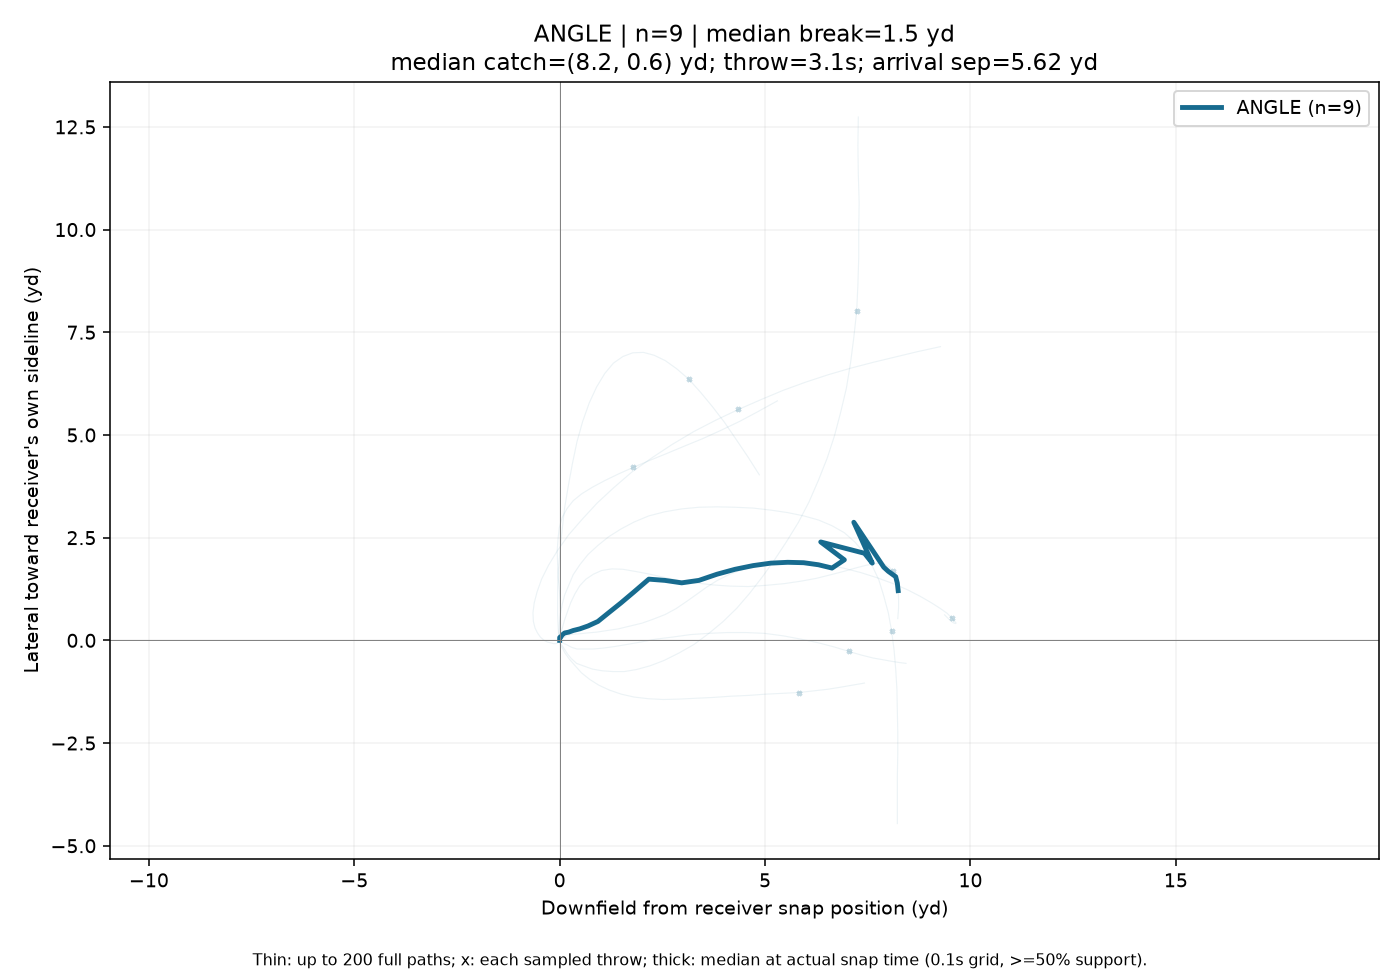 ANGLE | n=9 | median break=1.5 yd
median catch=(8.2, 0.6) yd; throw=3.1s; arrival sep=5.62 yd
ANGLE (n=9)
12.5
10.0
7.5
5.0
2.5
0.0
−2.5
−5.0
Lateral toward receiver's own sideline (yd)
−10
−5
0
5
10
15
Downfield from receiver snap position (yd)
Thin: up to 200 full paths; x: each sampled throw; thick: median at actual snap time (0.1s grid, >=50% support).